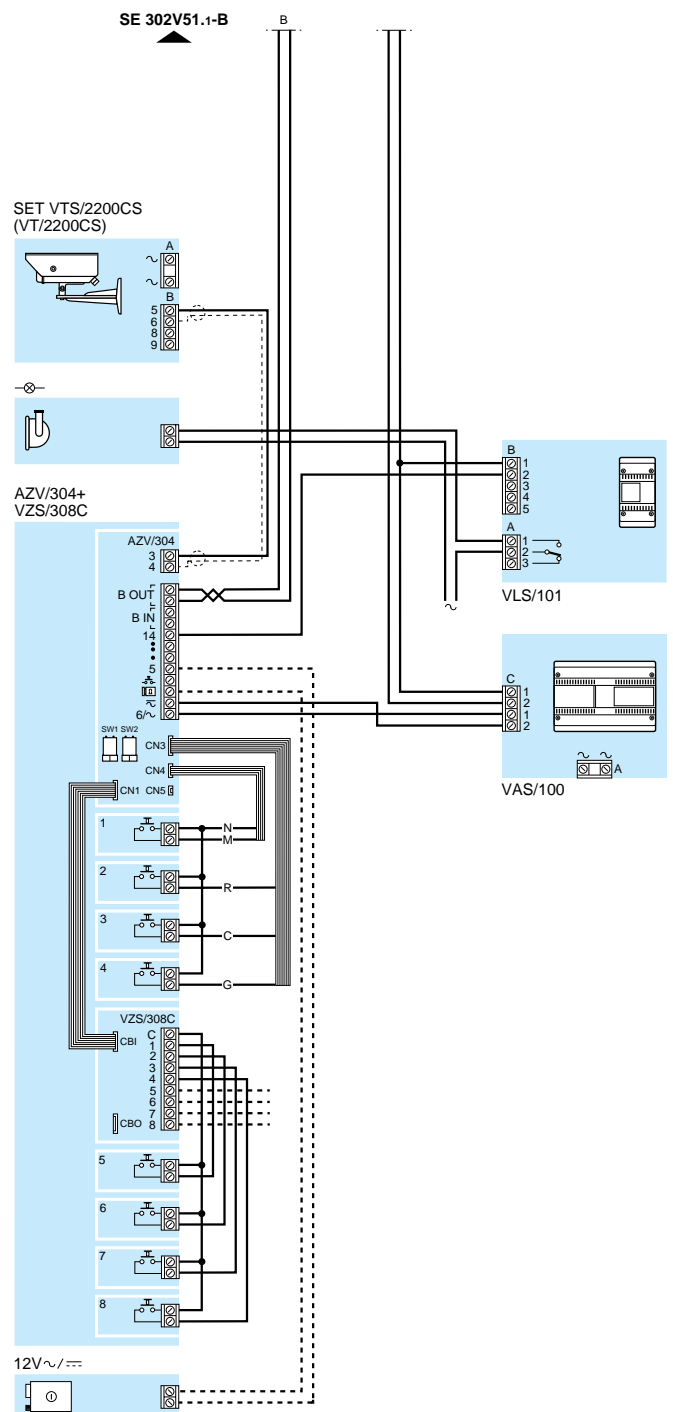 SE 302V51.1-B
B
SET VTS/2200CS
(VT/2200CS)
A
B
5
6
8
9
AZV/304+
VZS/308C
AZV/304
3
4
B OUT
B IN
14
5
6/~
SW1 SW2
CN3
CN4
CN1 CN5
1
N
M
2
R
3
C
4
G
VZS/308C
CBI
C
1
2
3
4
5
6
7
CBO 8
5
6
7
8
12V~/⎓
B
1
2
3
4
5
A
1
2
3
VLS/101
~
C
1
2
1
2
~ ~
A
VAS/100